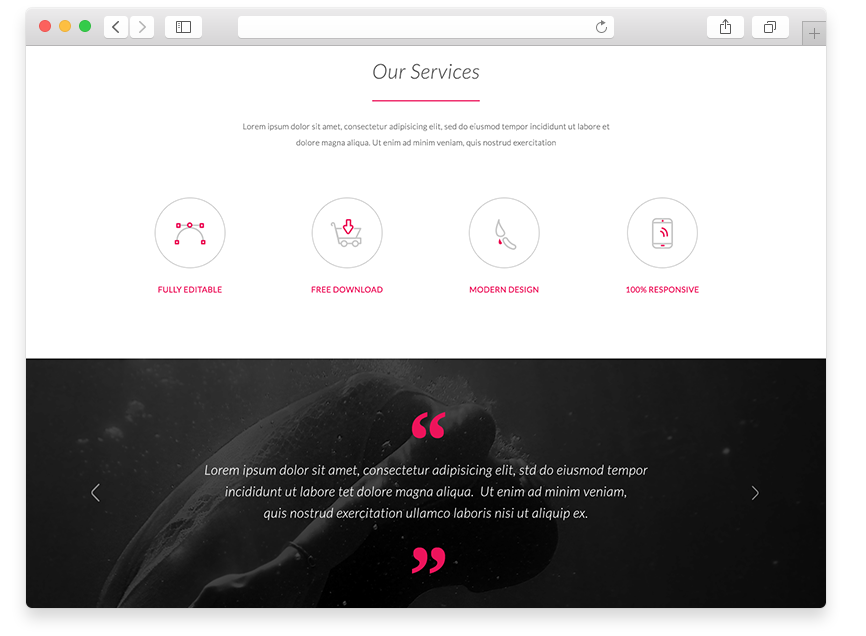 Our Services
Lorem ipsum dolor sit amet, consectetur adipisicing elit, sed do eiusmod tempor incididunt ut labore et
dolore magna aliqua. Ut enim ad minim veniam, quis nostrud exercitation
FULLY EDITABLE
FREE DOWNLOAD
MODERN DESIGN
100% RESPONSIVE
“
Lorem ipsum dolor sit amet, consectetur adipisicing elit, std do eiusmod tempor
incididunt ut labore tet dolore magna aliqua.  Ut enim ad minim veniam,
quis nostrud exercitation ullamco laboris nisi ut aliquip ex.
”